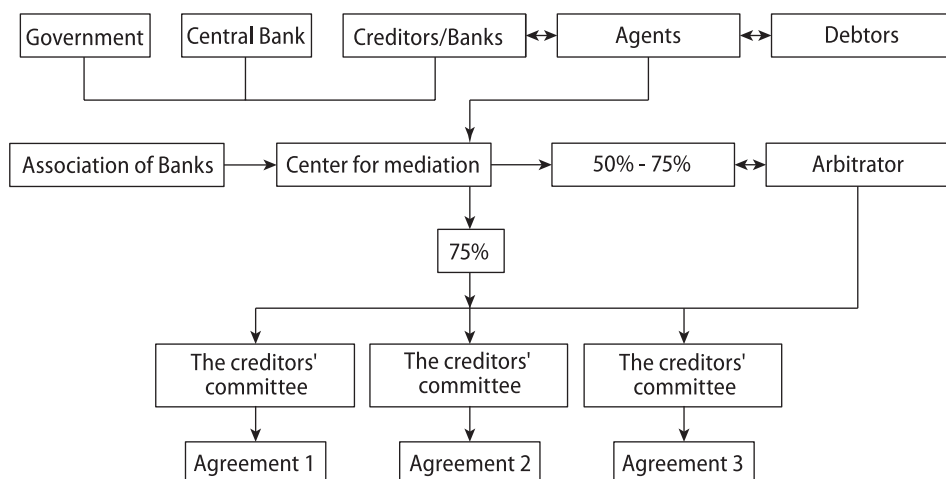 Government
Central Bank
Creditors/Banks
Agents
Debtors
Association of Banks
Center for mediation
50% - 75%
Arbitrator
75%
The creditors'
committee
The creditors'
committee
The creditors'
committee
Agreement 1
Agreement 2
Agreement 3